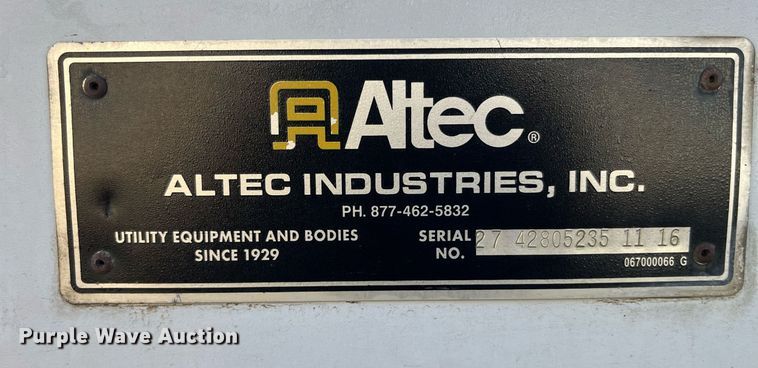 Altec®
ALTEC INDUSTRIES, INC.
PH. 877-462-5832
UTILITY EQUIPMENT AND BODIES
SINCE 1929
SERIAL NO. 27 42805235 11 16
067000066 G
Purple Wave Auction